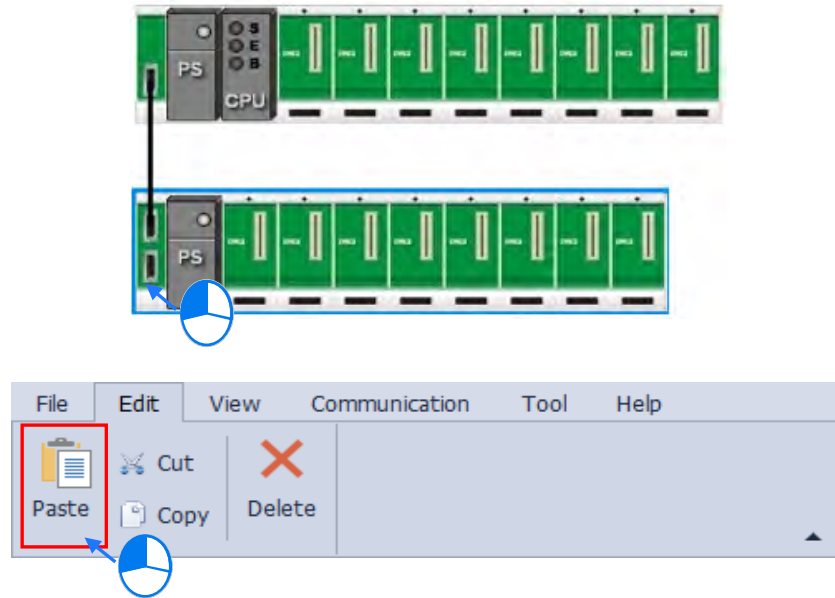 S
E
B
PS
CPU
PS
File Edit View Communication Tool Help
Cut
Paste Delete
Copy